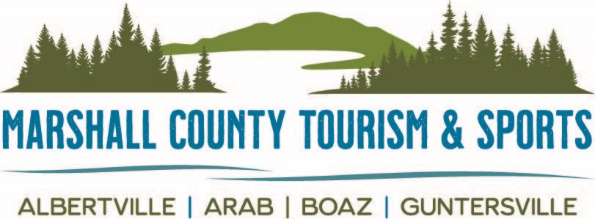 MARSHALL COUNTY TOURISM & SPORTS
ALBERTVILLE | ARAB | BOAZ | GUNTERSVILLE